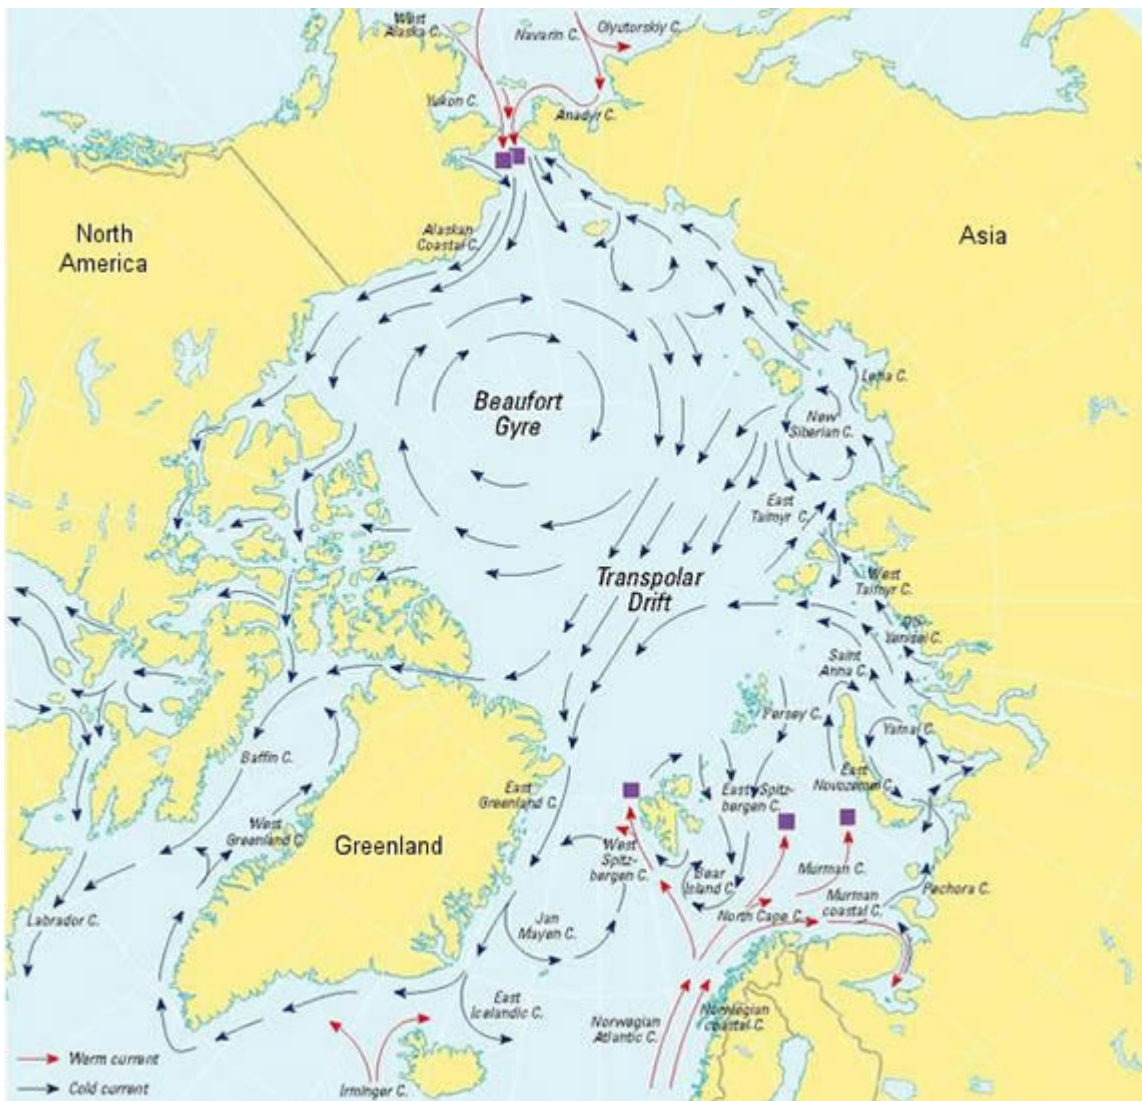 West
Alaska C.
Navarin C.
Olyutorskiy C.
Yukon C.
Anadyr C.
North
America
Alaskan
Coastal C.
Asia
Beaufort
Gyre
Lena C.
New
Siberian C.
East
Taimyr C.
Transpolar
Drift
West
Taimyr C.
Ob-
Yenisei C.
Saint
Anna C.
Persey C.
Yamal C.
Baffin C.
East
Greenland C.
East Spitz-
bergen C.
East
Novozemel C.
West
Greenland C.
Greenland
West
Spitz-
bergen C.
Bear
Island C.
Murman C.
Pechora C.
Labrador C.
Jan
Mayen C.
North Cape C.
Murman
coastal C.
East
Icelandic C.
Norwegian
Atlantic C.
Norwegian
coastal C.
Warm current
Cold current
Irminger C.